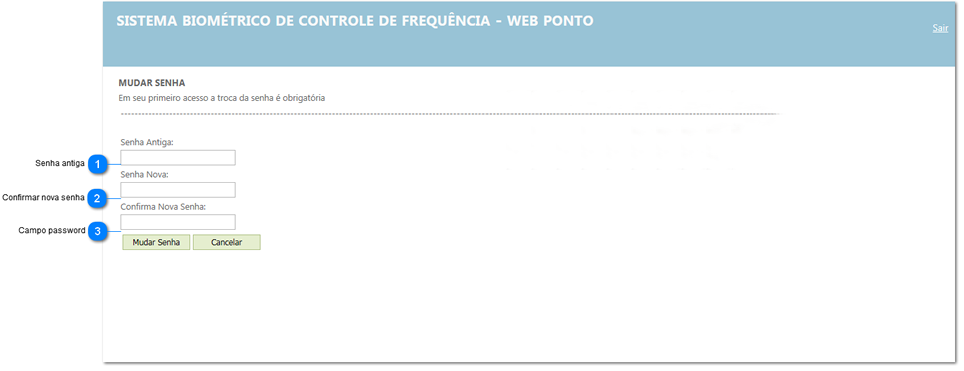 SISTEMA BIOMÉTRICO DE CONTROLE DE FREQUÊNCIA - WEB PONTO
Sair
MUDAR SENHA
Em seu primeiro acesso a troca da senha é obrigatória
Senha Antiga:
Senha antiga 1
Senha Nova:
Confirmar nova senha 2
Confirma Nova Senha:
Campo password 3
Mudar Senha Cancelar